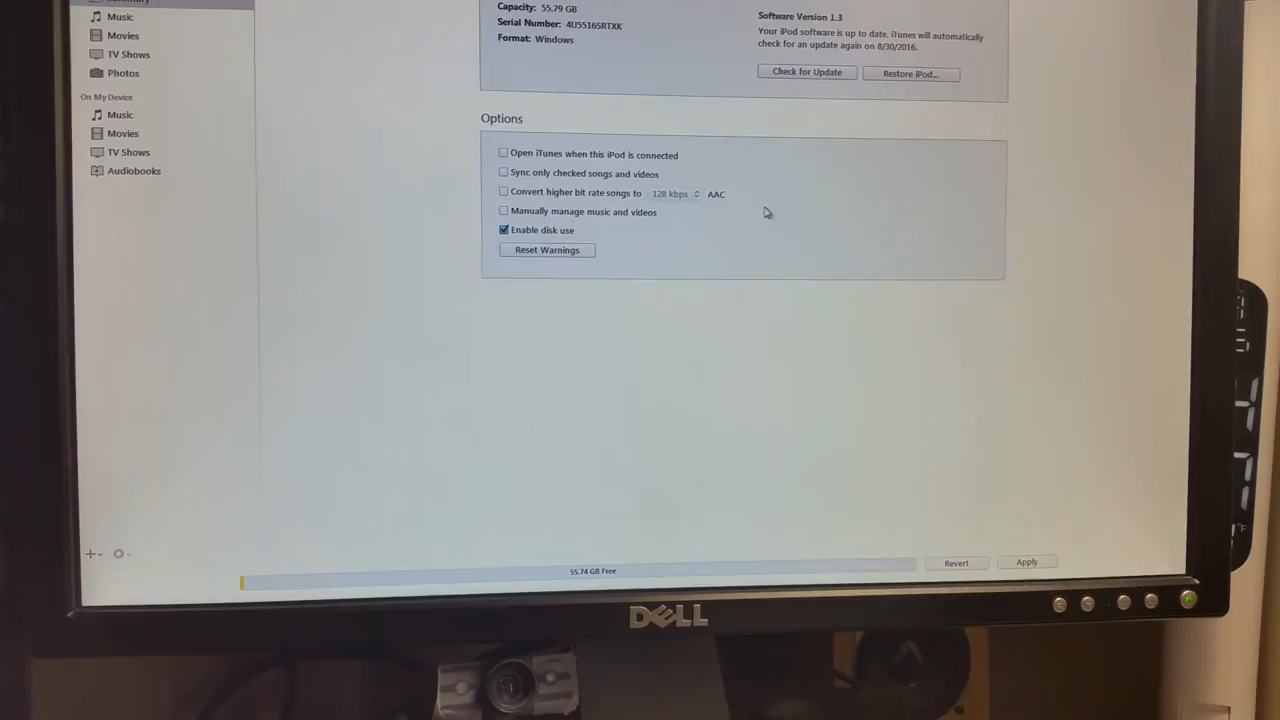 Summary
Music
Movies
TV Shows
Photos
On My Device
Music
Movies
TV Shows
Audiobooks
Capacity: 55.79 GB
Serial Number: 4U5516SRTXK
Format: Windows
Software Version 1.3
Your iPod software is up to date. iTunes will automatically
check for an update again on 8/30/2016.
Check for Update
Restore iPod...
Options
Open iTunes when this iPod is connected
Sync only checked songs and videos
Convert higher bit rate songs to 128 kbps AAC
Manually manage music and videos
Enable disk use
Reset Warnings
55.74 GB Free
Revert
Apply
DELL
°F